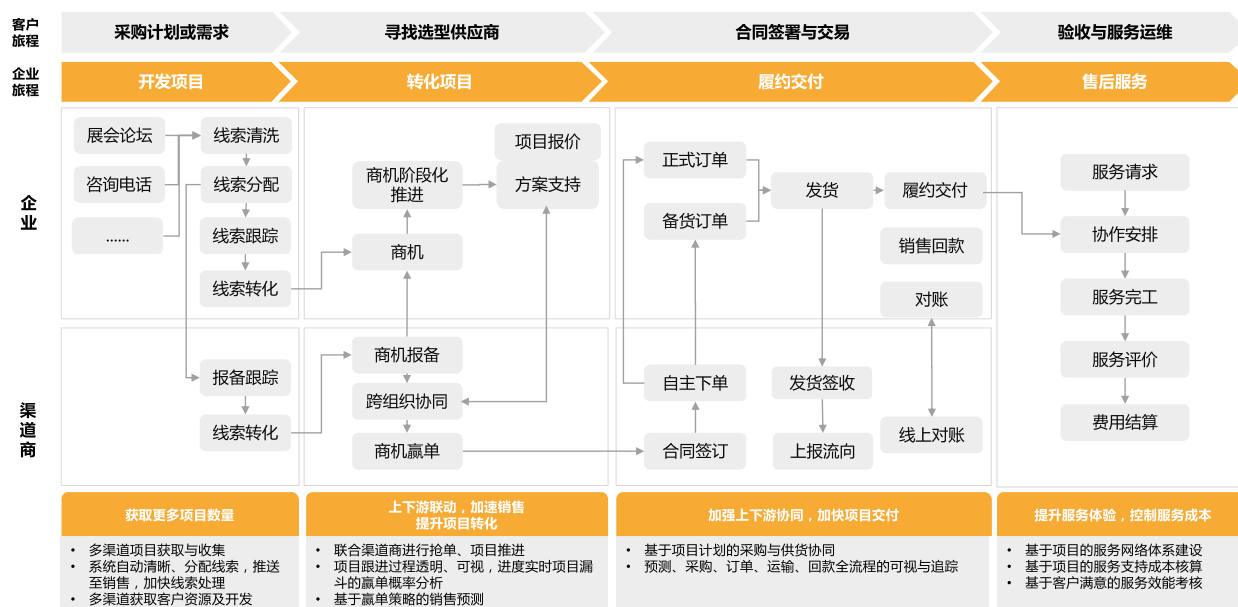 客户
旅程
采购计划或需求
寻找选型供应商
合同签署与交易
验收与服务运维
企业
旅程
开发项目
转化项目
履约交付
售后服务
企
业
展会论坛
咨询电话
......
线索清洗
线索分配
线索跟踪
线索转化
项目报价
方案支持
商机阶段化
推进
商机
正式订单
备货订单
发货
履约交付
销售回款
对账
服务请求
协作安排
服务完工
服务评价
费用结算
渠
道
商
报备跟踪
线索转化
商机报备
跨组织协同
商机赢单
自主下单
合同签订
发货签收
上报流向
线上对账
获取更多项目数量
• 多渠道项目获取与收集
• 系统自动清晰、分配线索，推送
至销售，加快线索处理
• 多渠道获取客户资源及开发
上下游联动，加速销售
提升项目转化
• 联合渠道商进行抢单、项目推进
• 项目跟进过程透明、可视，进度实时项目漏
斗的赢单概率分析
• 基于赢单策略的销售预测
加强上下游协同，加快项目交付
• 基于项目计划的采购与供货协同
• 预测、采购、订单、运输、回款全流程的可视与追踪
提升服务体验，控制服务成本
• 基于项目的服务网络体系建设
• 基于项目的服务支持成本核算
• 基于客户满意的服务效能考核